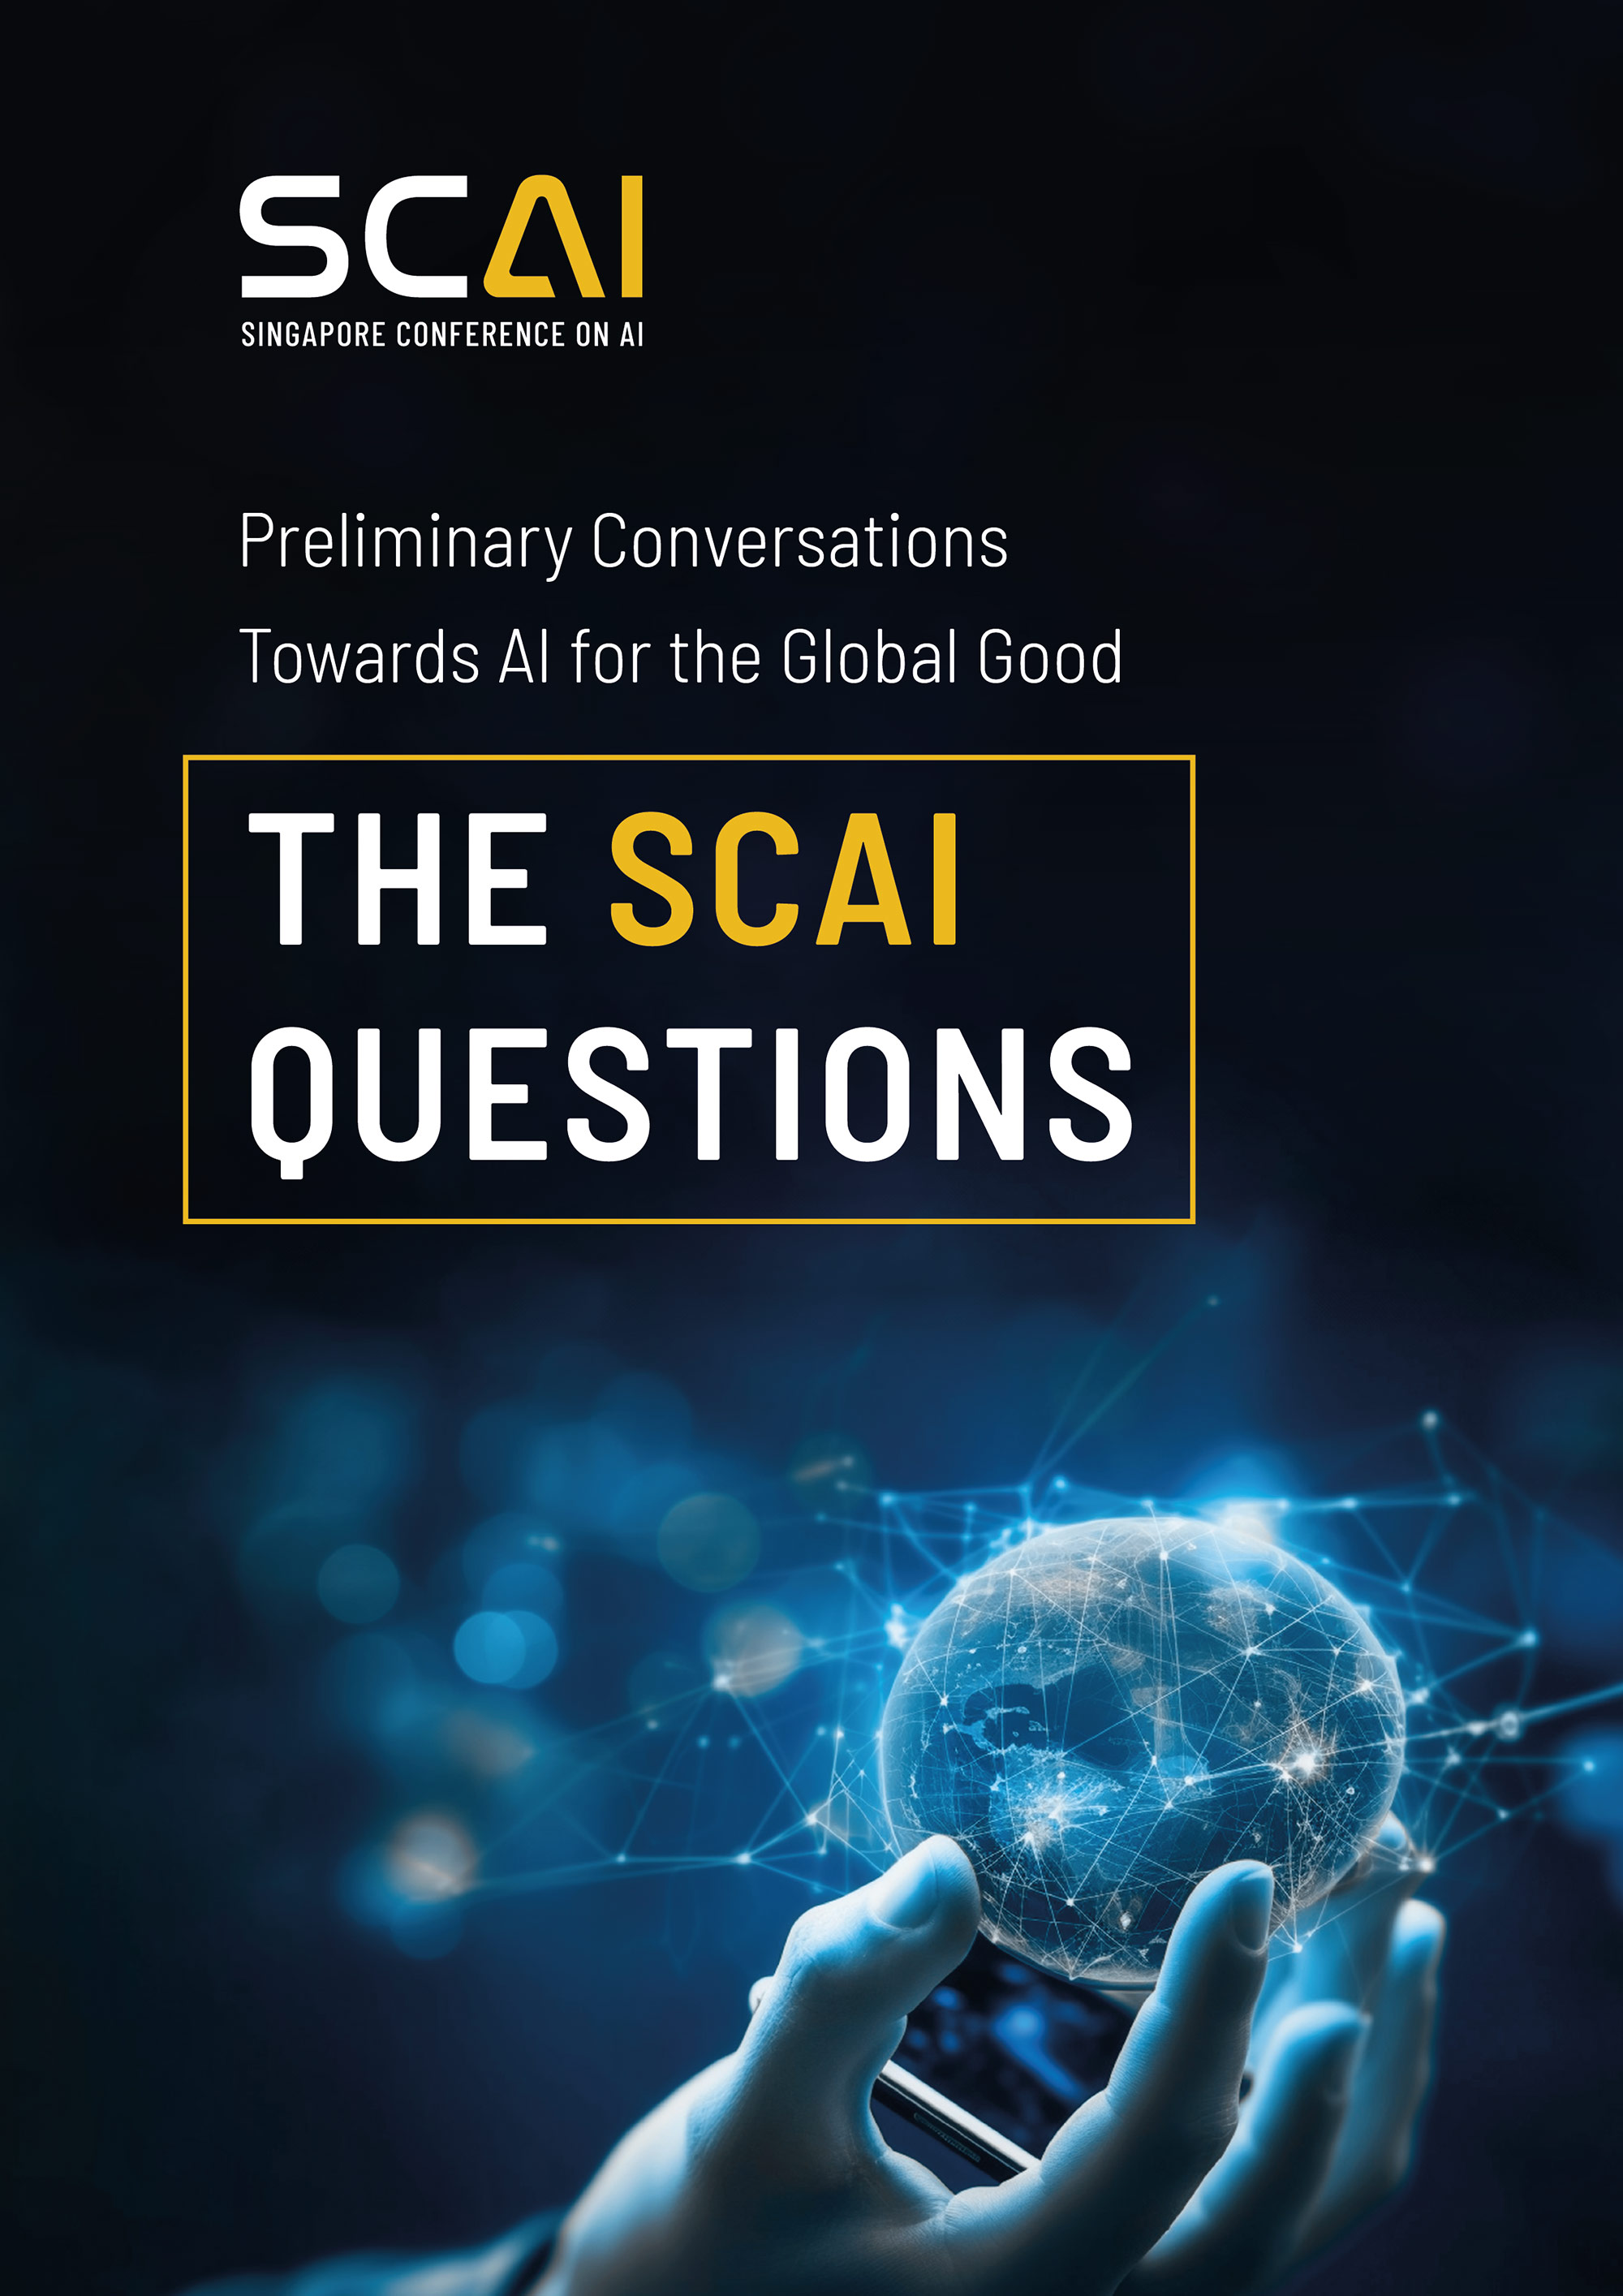 SCAI
SINGAPORE CONFERENCE ON AI
Preliminary Conversations
Towards AI for the Global Good
THE SCAI
QUESTIONS